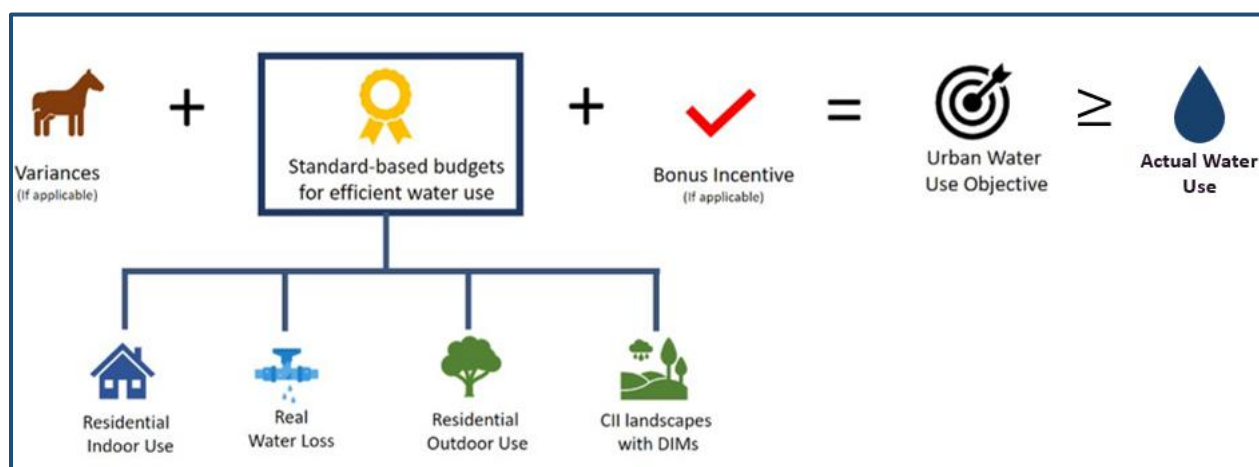 Variances
(If applicable)
+
Standard-based budgets
for efficient water use
+
Bonus Incentive
(If applicable)
=
Urban Water
Use Objective
≥
Actual Water
Use
Residential
Indoor Use
Real
Water Loss
Residential
Outdoor Use
CII landscapes
with DIMs